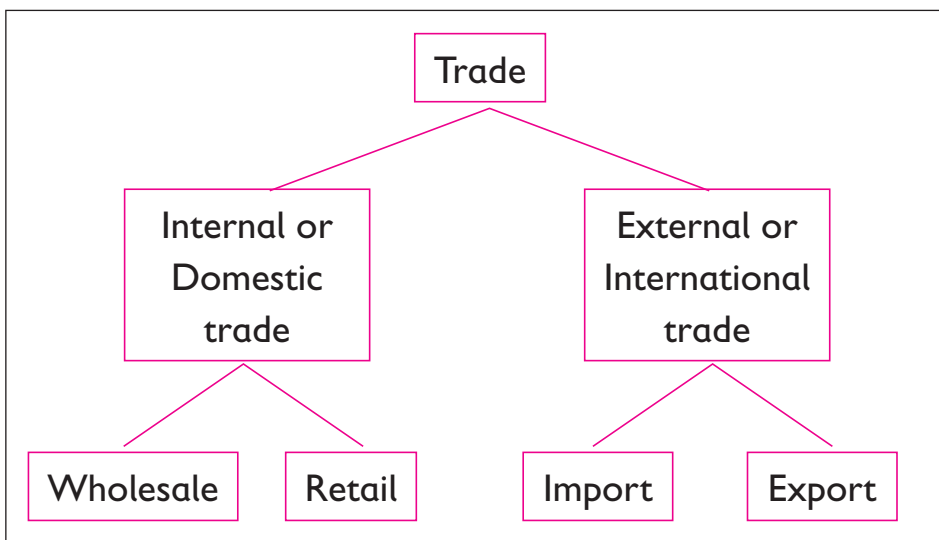 Trade
Internal or
Domestic
trade
External or
International
trade
Wholesale
Retail
Import
Export